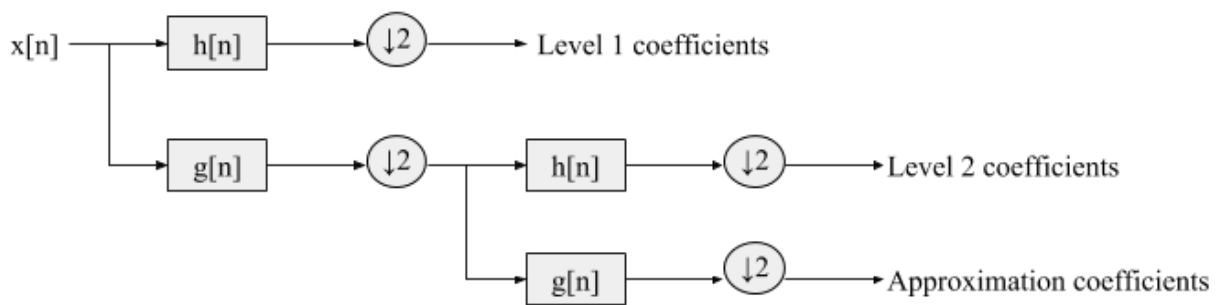 x[n] h[n] ↓2 Level 1 coefficients
g[n] ↓2 h[n] ↓2 Level 2 coefficients
g[n] ↓2 Approximation coefficients